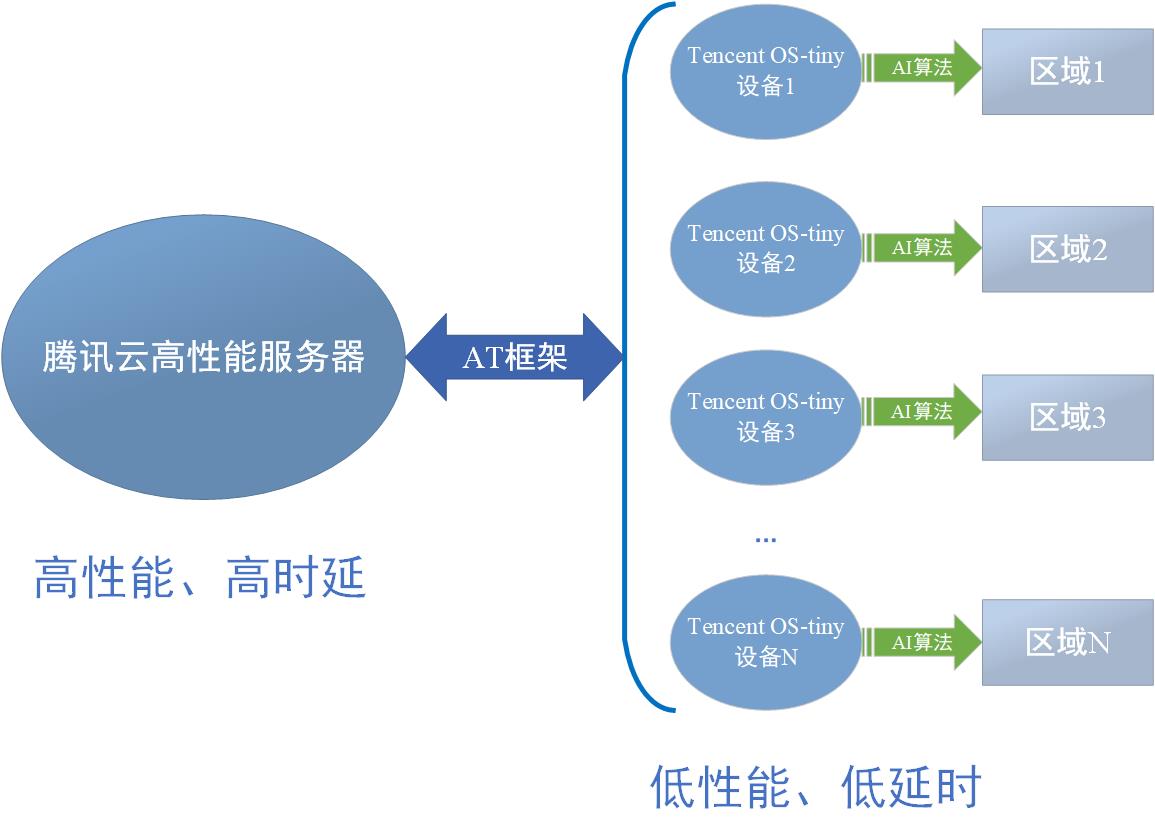 Tencent OS-tiny
设备1
AI算法
区域1
Tencent OS-tiny
设备2
AI算法
区域2
腾讯云高性能服务器
AT框架
Tencent OS-tiny
设备3
AI算法
区域3
...
高性能、高时延
Tencent OS-tiny
设备N
AI算法
区域N
低性能、低延时